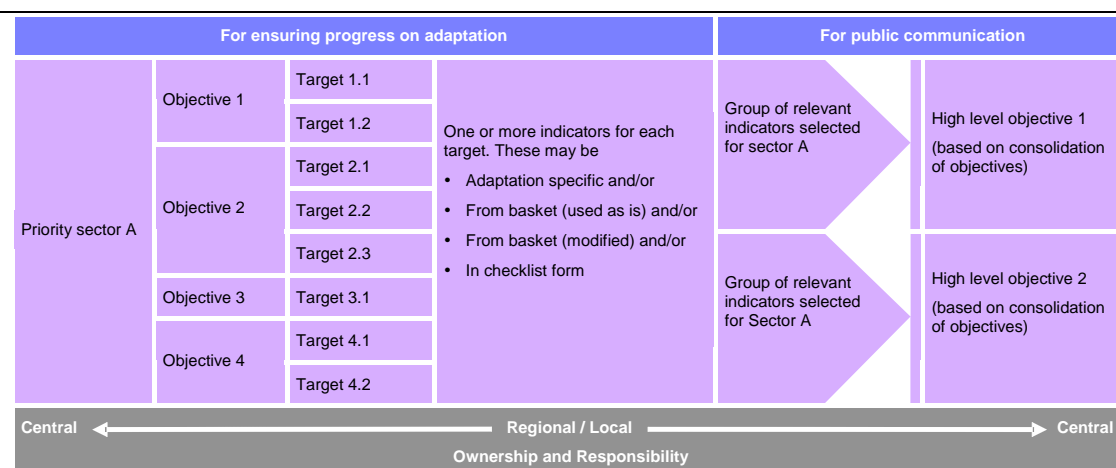 For ensuring progress on adaptation
For public communication
Priority sector A
Objective 1
Objective 2
Objective 3
Objective 4
Target 1.1
Target 1.2
Target 2.1
Target 2.2
Target 2.3
Target 3.1
Target 4.1
Target 4.2
One or more indicators for each
target. These may be
• Adaptation specific and/or
• From basket (used as is) and/or
• From basket (modified) and/or
• In checklist form
Group of relevant
indicators selected
for sector A
Group of relevant
indicators selected
for Sector A
High level objective 1
(based on consolidation
of objectives)
High level objective 2
(based on consolidation
of objectives)
Central
Regional / Local
Central
Ownership and Responsibility